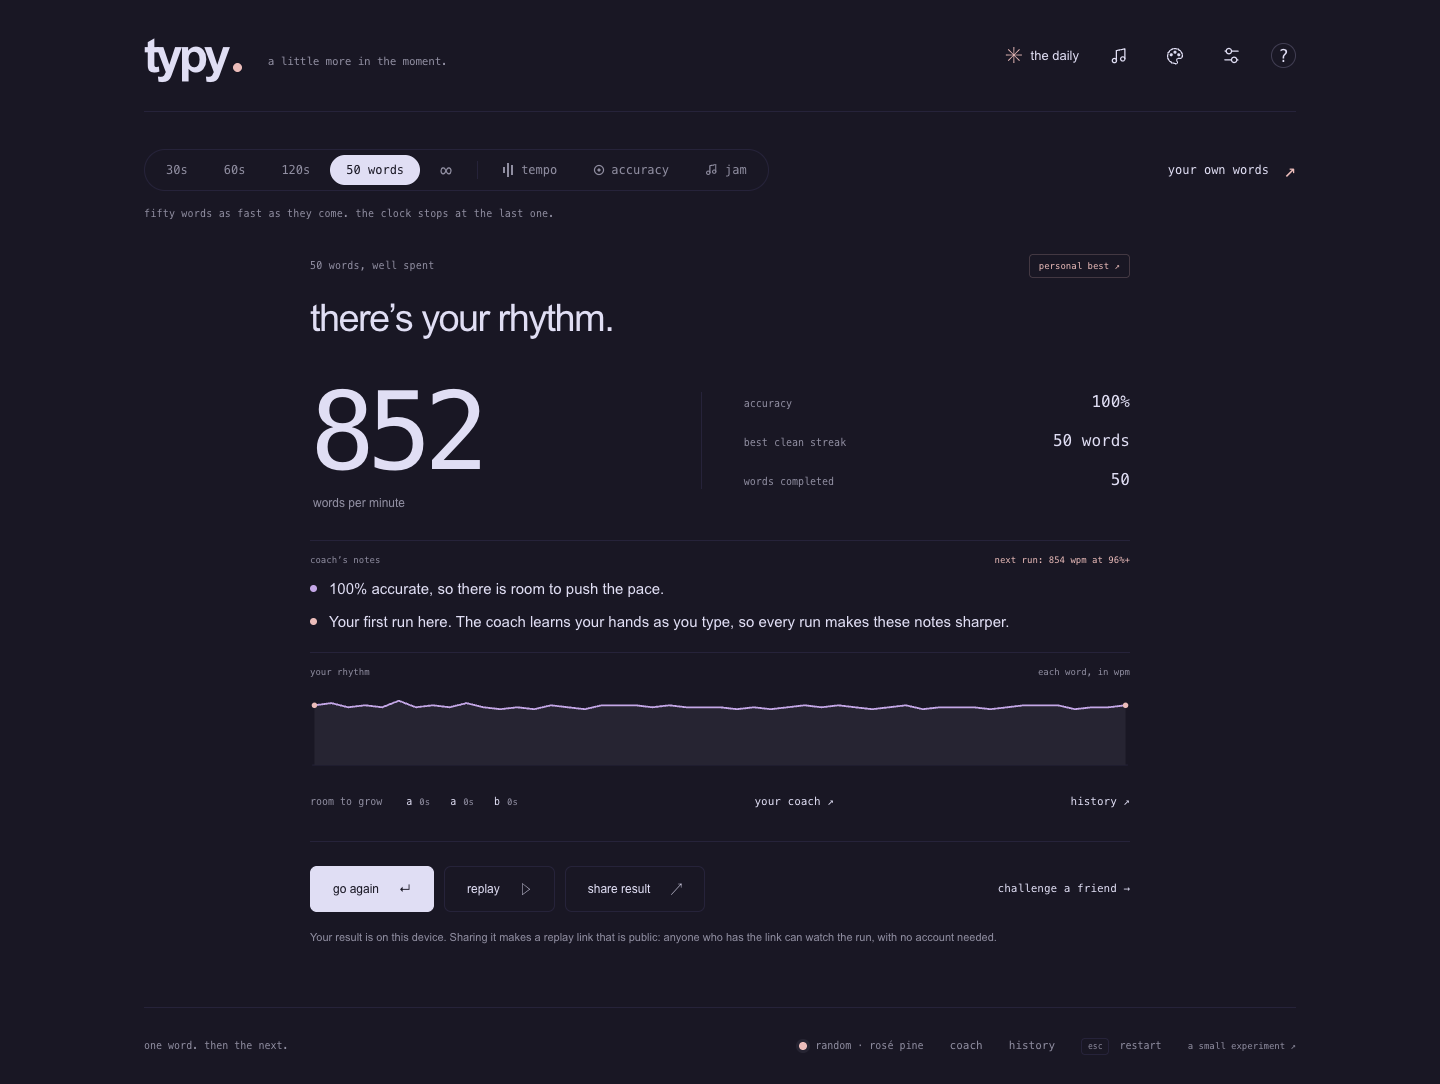 typy.
a little more in the moment.
the daily
?
30s 60s 120s 50 words ∞ tempo accuracy jam
your own words ↗
fifty words as fast as they come. the clock stops at the last one.
50 words, well spent
personal best ↗
there’s your rhythm.
852
words per minute
accuracy 100%
best clean streak 50 words
words completed 50
coach's notes
next run: 854 wpm at 96%+
100% accurate, so there is room to push the pace.
Your first run here. The coach learns your hands as you type, so every run makes these notes sharper.
your rhythm
each word, in wpm
room to grow a 0s a 0s b 0s
your coach ↗
history ↗
go again ↵
replay
share result
challenge a friend →
Your result is on this device. Sharing it makes a replay link that is public: anyone who has the link can watch the run, with no account needed.
one word. then the next.
random · rosé pine coach history esc restart a small experiment ↗